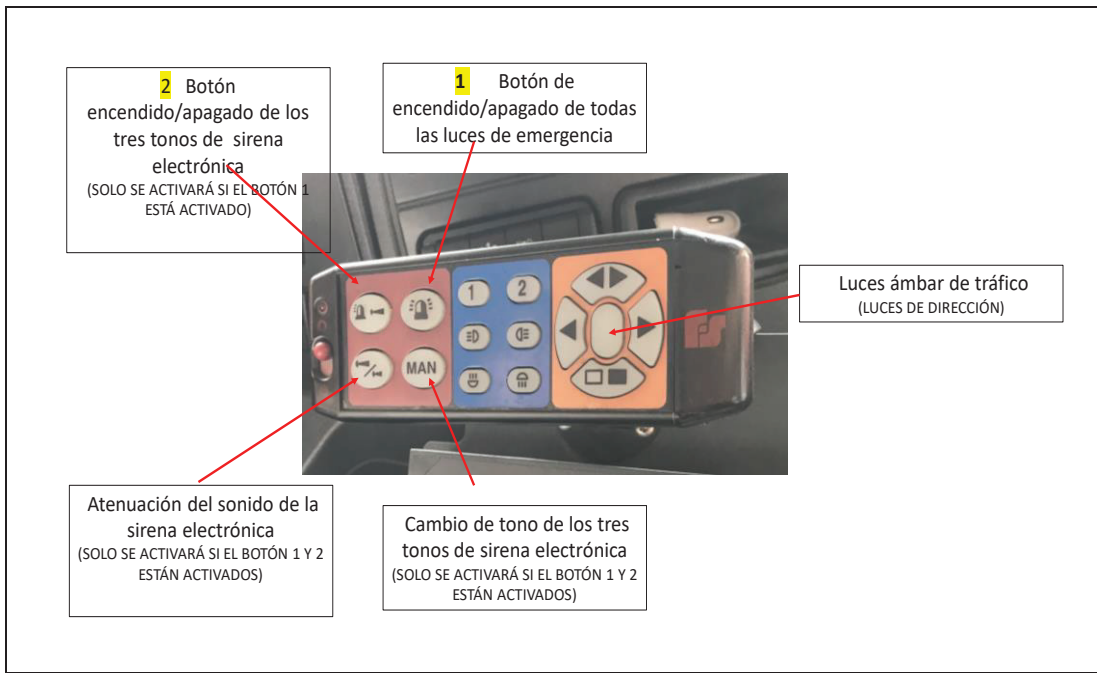 2 Botón
encendido/apagado de los
tres tonos de sirena
electrónica
(SOLO SE ACTIVARÁ SI EL BOTÓN 1
ESTÁ ACTIVADO)
1 Botón de
encendido/apagado de todas
las luces de emergencia
Luces ámbar de tráfico
(LUCES DE DIRECCIÓN)
1 2
MAN
Atenuación del sonido de la
sirena electrónica
(SOLO SE ACTIVARÁ SI EL BOTÓN 1 Y 2
ESTÁN ACTIVADOS)
Cambio de tono de los tres
tonos de sirena electrónica
(SOLO SE ACTIVARÁ SI EL BOTÓN 1 Y 2
ESTÁN ACTIVADOS)